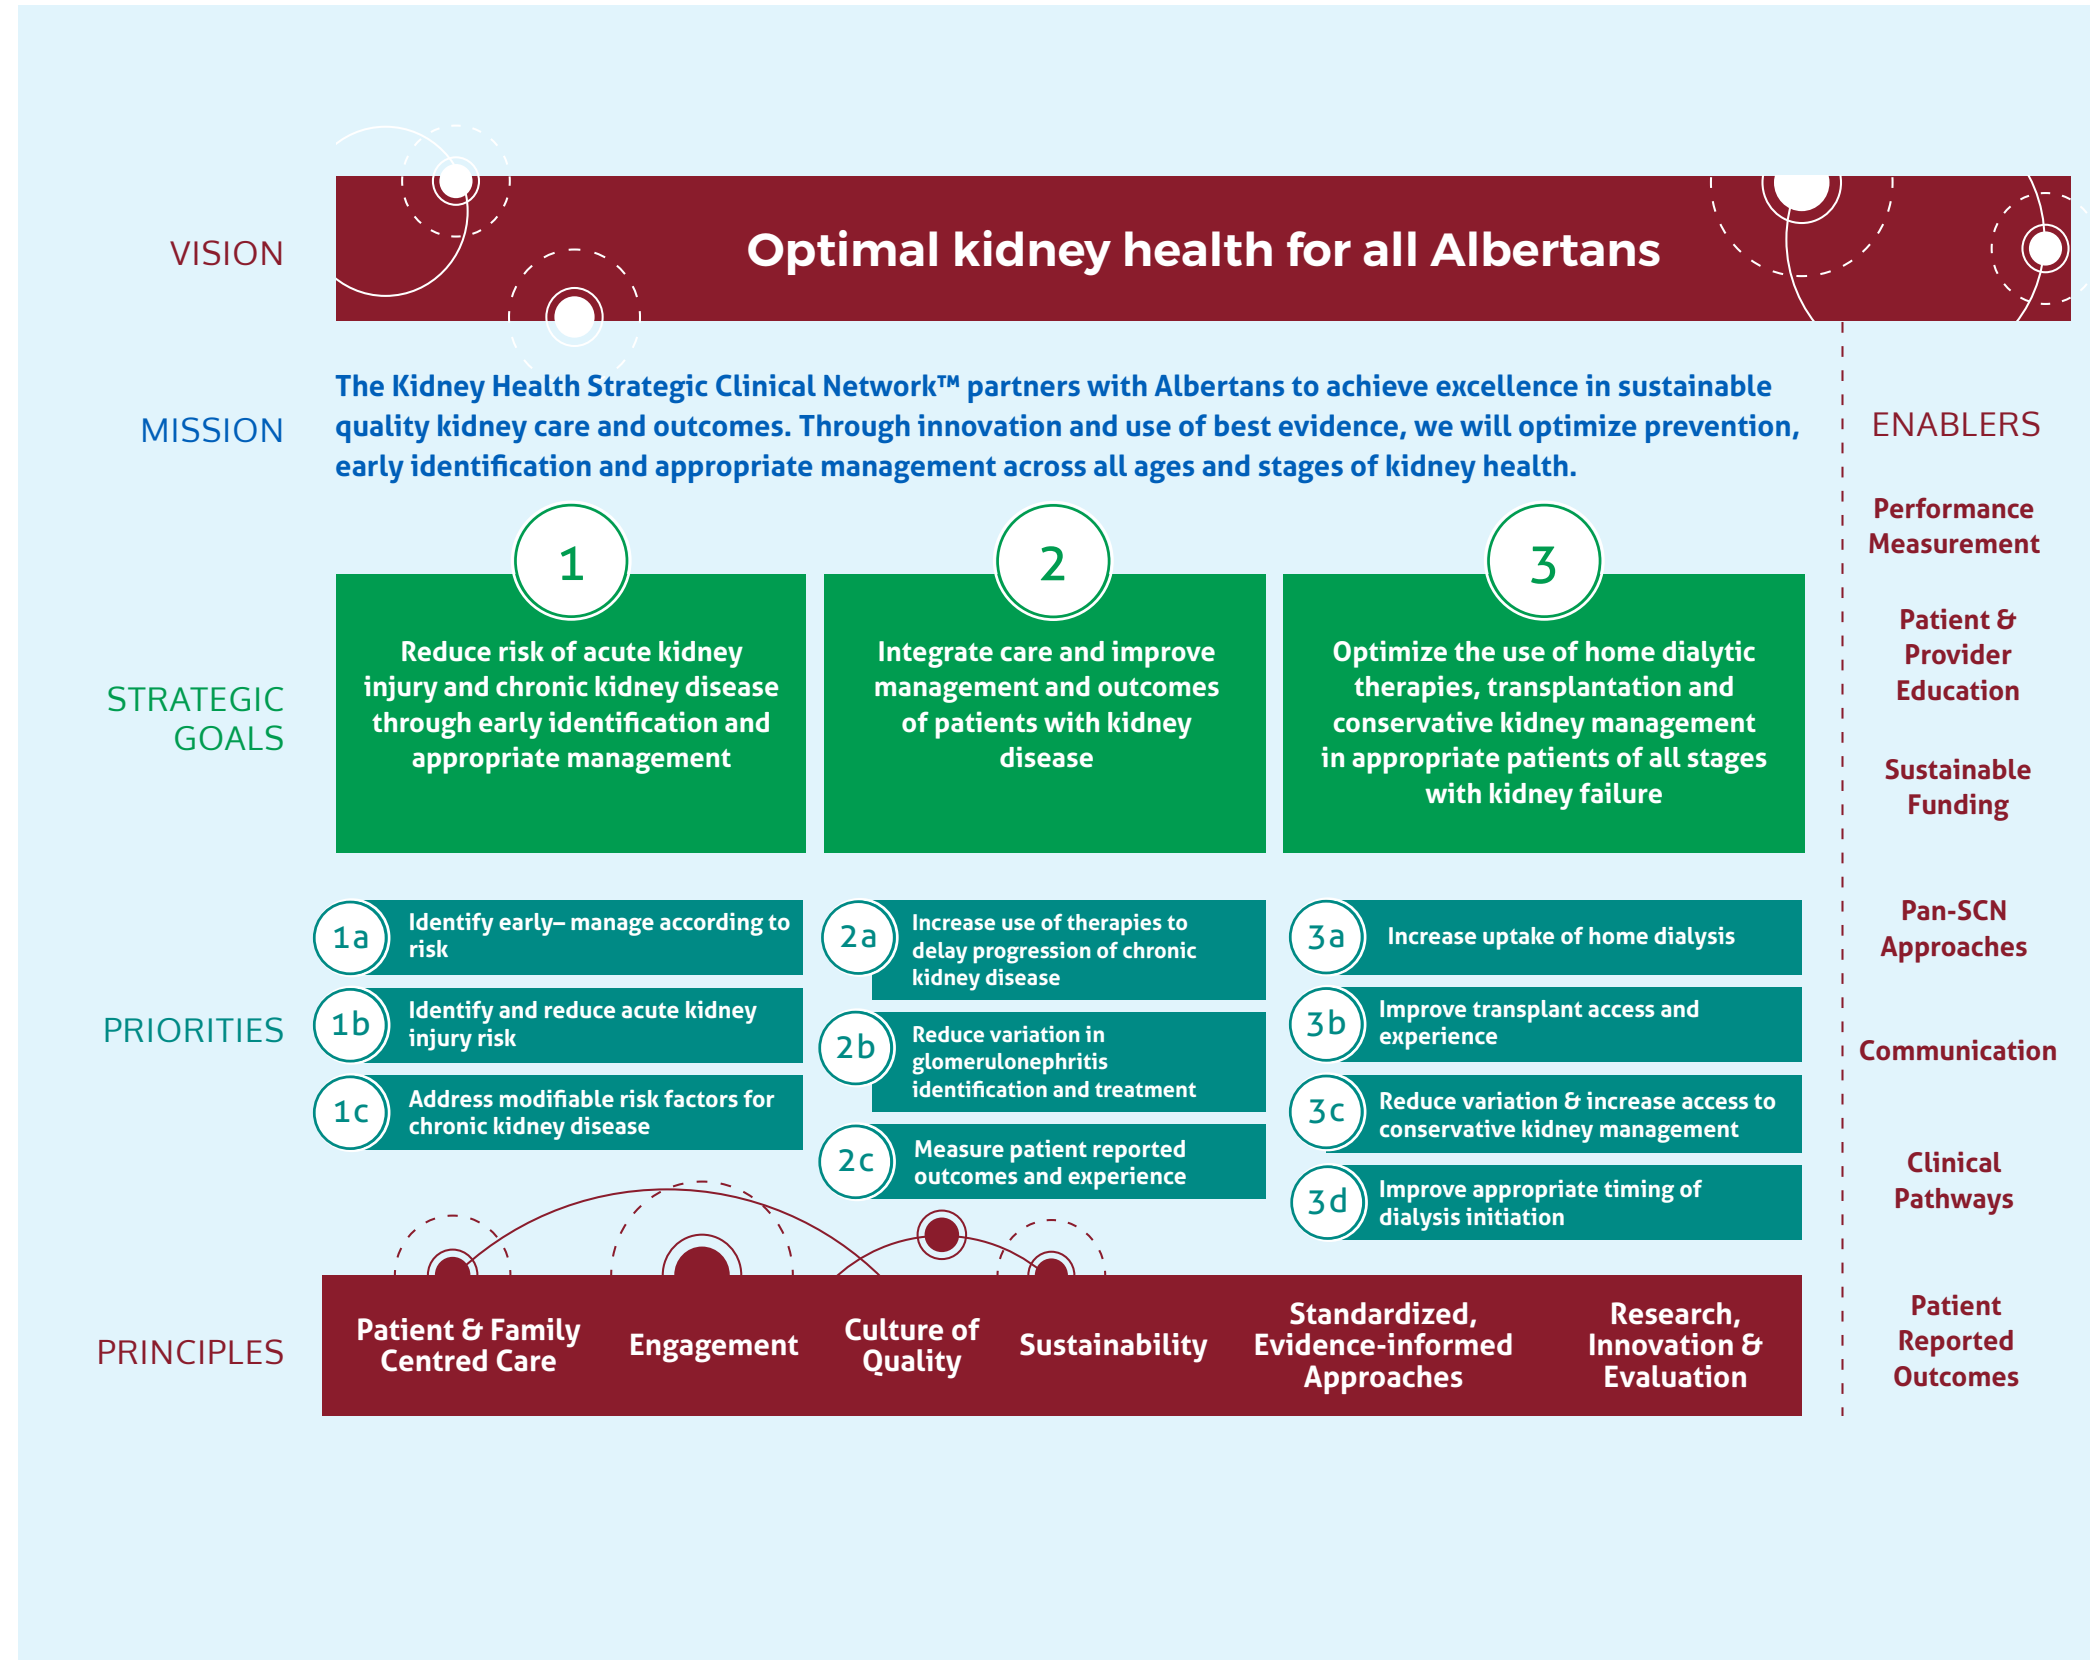 VISION
Optimal kidney health for all Albertans
MISSION
The Kidney Health Strategic Clinical Network™ partners with Albertans to achieve excellence in sustainable
quality kidney care and outcomes. Through innovation and use of best evidence, we will optimize prevention,
early identification and appropriate management across all ages and stages of kidney health.
STRATEGIC
GOALS
1
Reduce risk of acute kidney
injury and chronic kidney disease
through early identification and
appropriate management
2
Integrate care and improve
management and outcomes
of patients with kidney
disease
3
Optimize the use of home dialytic
therapies, transplantation and
conservative kidney management
in appropriate patients of all stages
with kidney failure
PRIORITIES
1a
Identify early– manage according to
risk
1b
Identify and reduce acute kidney
injury risk
1c
Address modifiable risk factors for
chronic kidney disease
2a
Increase use of therapies to
delay progression of chronic
kidney disease
2b
Reduce variation in
glomerulonephritis
identification and treatment
2c
Measure patient reported
outcomes and experience
3a
Increase uptake of home dialysis
3b
Improve transplant access and
experience
3c
Reduce variation & increase access to
conservative kidney management
3d
Improve appropriate timing of
dialysis initiation
PRINCIPLES
Patient & Family
Centred Care
Engagement
Culture of
Quality
Sustainability
Standardized,
Evidence-informed
Approaches
Research,
Innovation &
Evaluation
ENABLERS
Performance
Measurement
Patient &
Provider
Education
Sustainable
Funding
Pan-SCN
Approaches
Communication
Clinical
Pathways
Patient
Reported
Outcomes